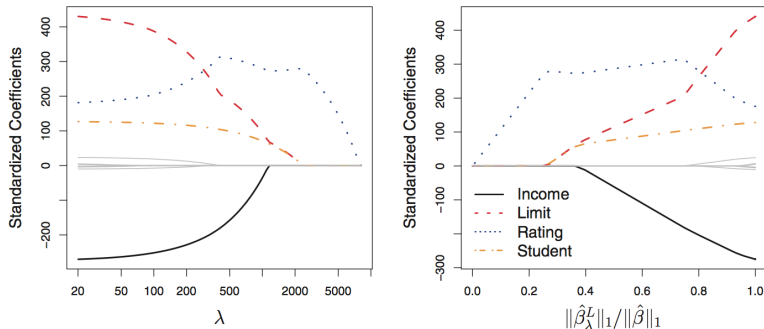 Standardized Coefficients
400
300
200
100
0
-200
20 50 100 200 500 2000 5000
λ
Standardized Coefficients
400
300
200
100
0
-100
-300
0.0 0.2 0.4 0.6 0.8 1.0
Income
Limit
Rating
Student
‖β̂ᴸ_λ‖₁/‖β̂‖₁